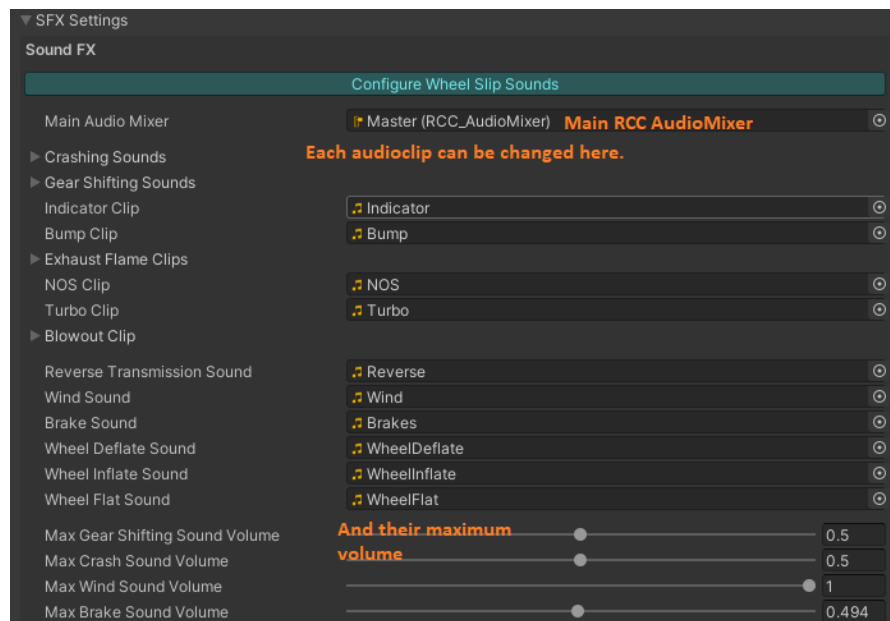 SFX Settings
Sound FX
Configure Wheel Slip Sounds
Main Audio Mixer Master (RCC_AudioMixer) Main RCC AudioMixer
Each audioclip can be changed here.
Crashing Sounds
Gear Shifting Sounds
Indicator Clip Indicator
Bump Clip Bump
Exhaust Flame Clips
NOS Clip NOS
Turbo Clip Turbo
Blowout Clip
Reverse Transmission Sound Reverse
Wind Sound Wind
Brake Sound Brakes
Wheel Deflate Sound WheelDeflate
Wheel Inflate Sound WheelInflate
Wheel Flat Sound WheelFlat
And their maximum
volume
Max Gear Shifting Sound Volume 0.5
Max Crash Sound Volume 0.5
Max Wind Sound Volume 1
Max Brake Sound Volume 0.494